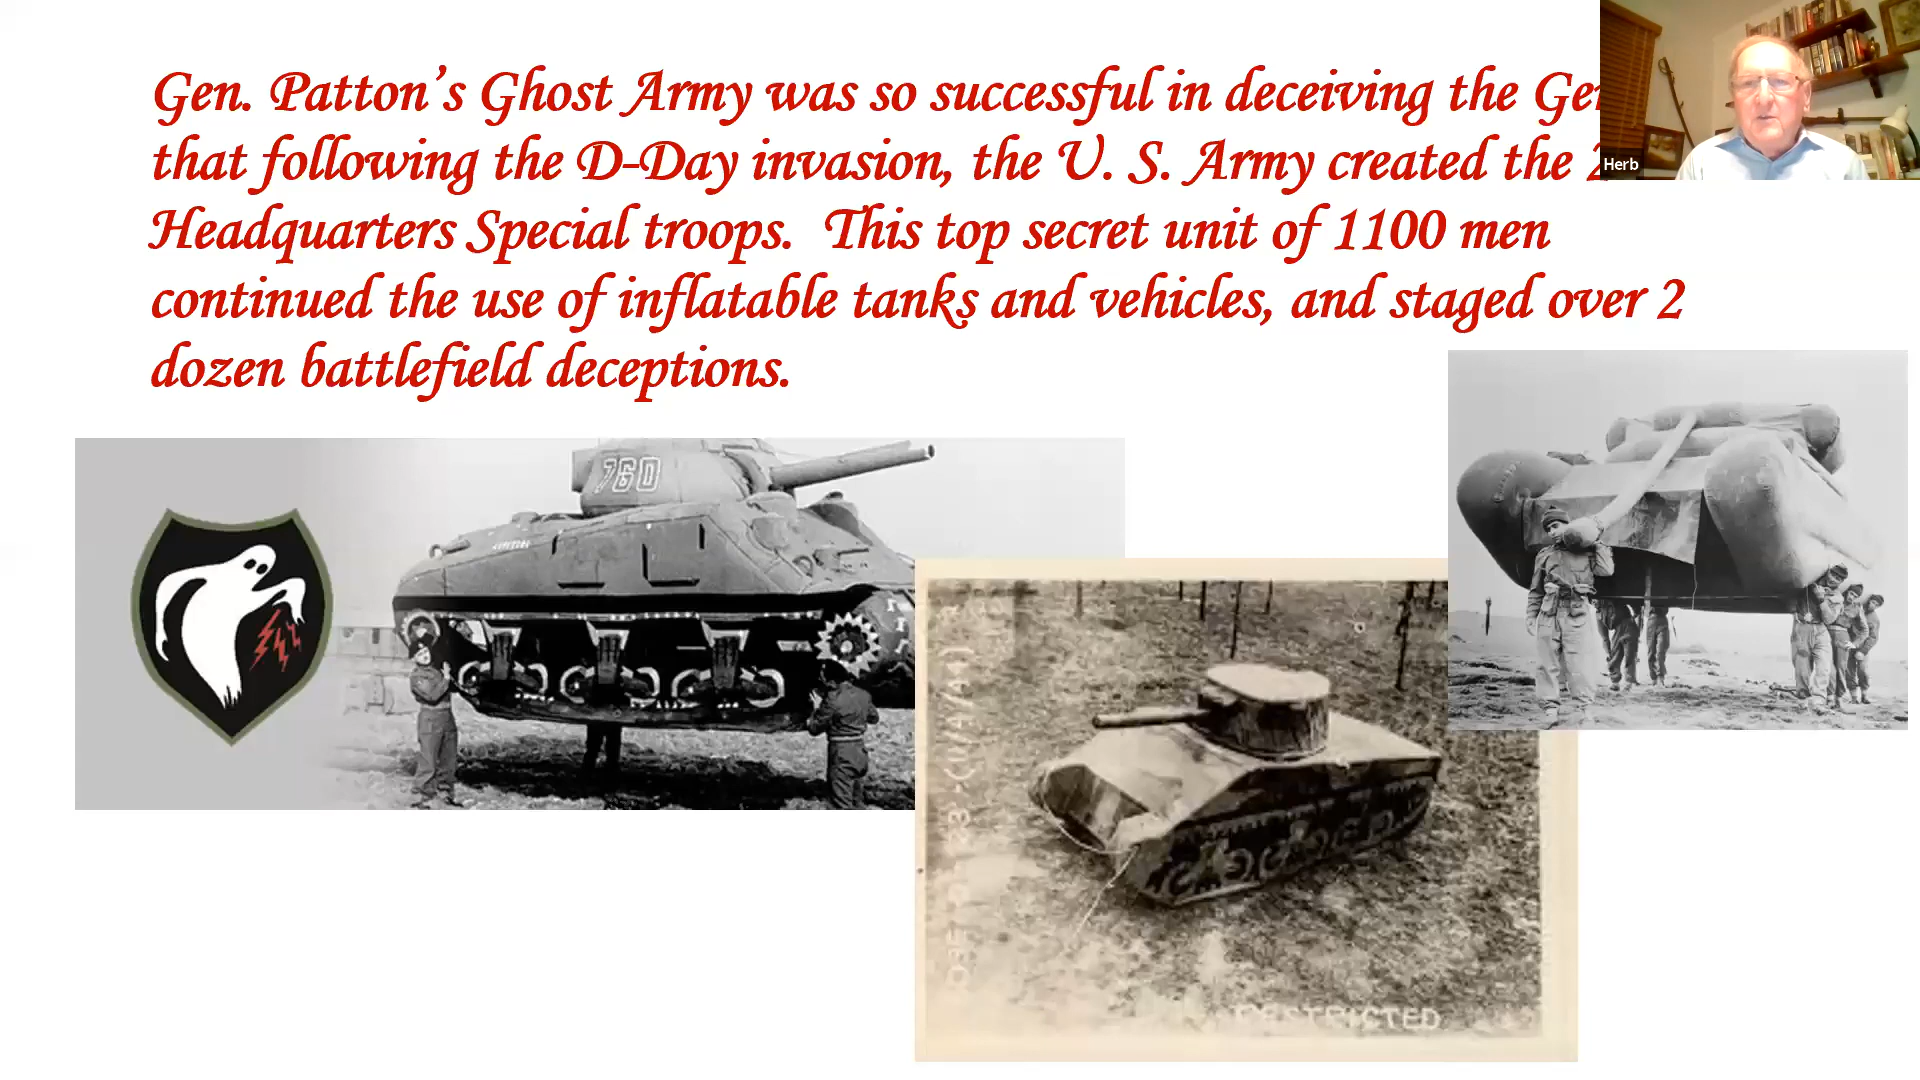 Gen. Patton's Ghost Army was so successful in deceiving the
that following the D-Day invasion, the U. S. Army created the
Headquarters Special troops. This top secret unit of 1100 men
continued the use of inflatable tanks and vehicles, and staged over 2
dozen battlefield deceptions.
Herb
760
RESTRICTED